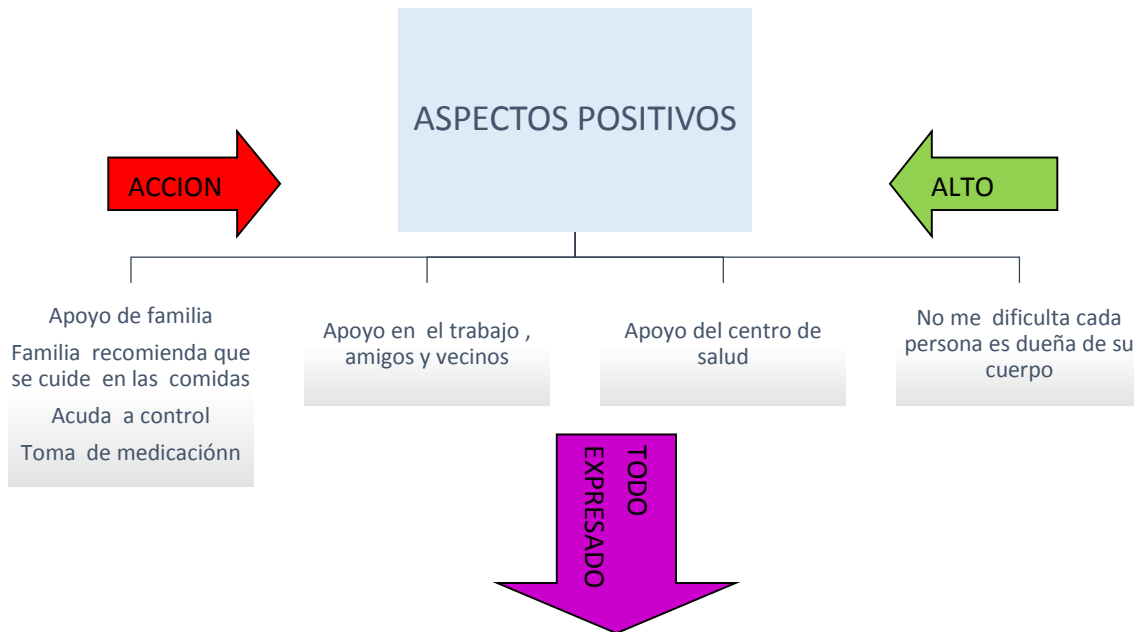 ASPECTOS POSITIVOS
ACCION
ALTO
Apoyo de familia
Familia recomienda que
se cuide en las comidas
Acuda a control
Toma de medicaciónn
Apoyo en el trabajo ,
amigos y vecinos
Apoyo del centro de
salud
No me dificulta cada
persona es dueña de su
cuerpo
TODO
EXPRESADO